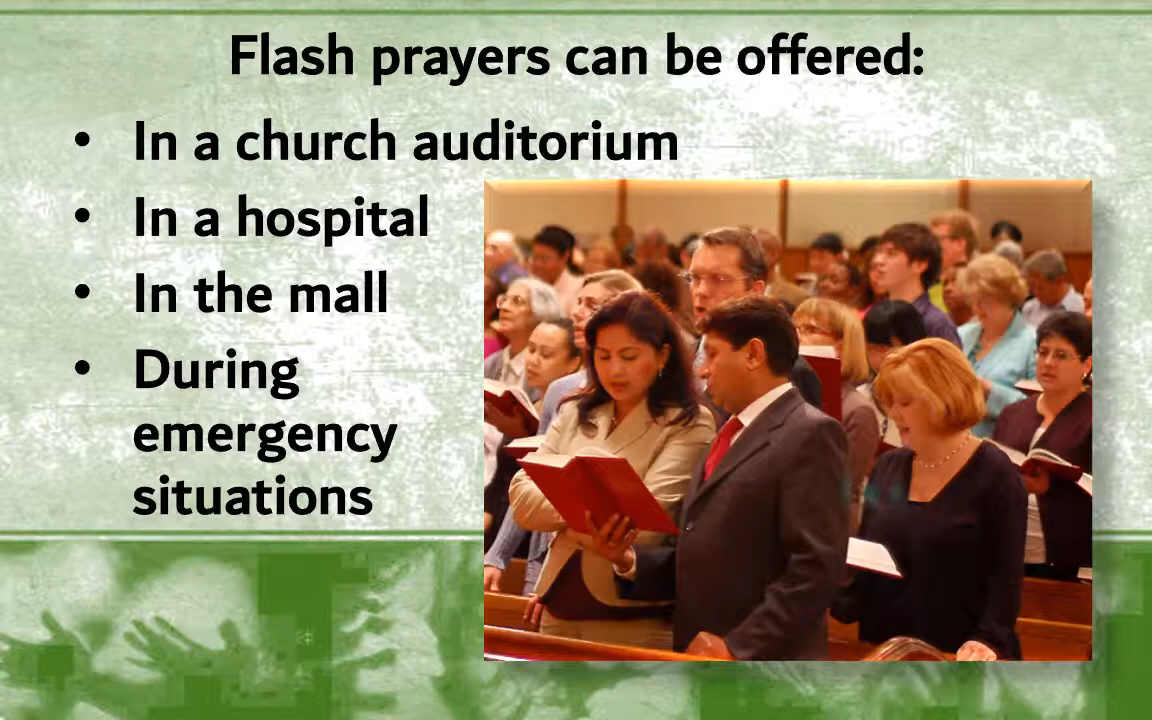 Flash prayers can be offered:
• In a church auditorium
• In a hospital
• In the mall
• During
emergency
situations